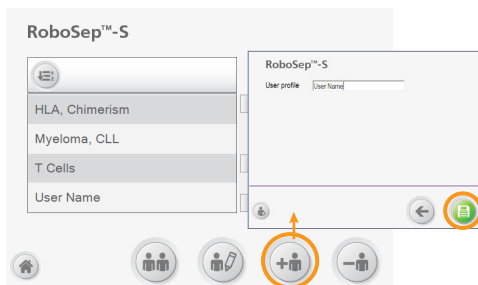 RoboSep™-S
HLA, Chimerism
Myeloma, CLL
T Cells
User Name
RoboSep™-S
User profile User Name